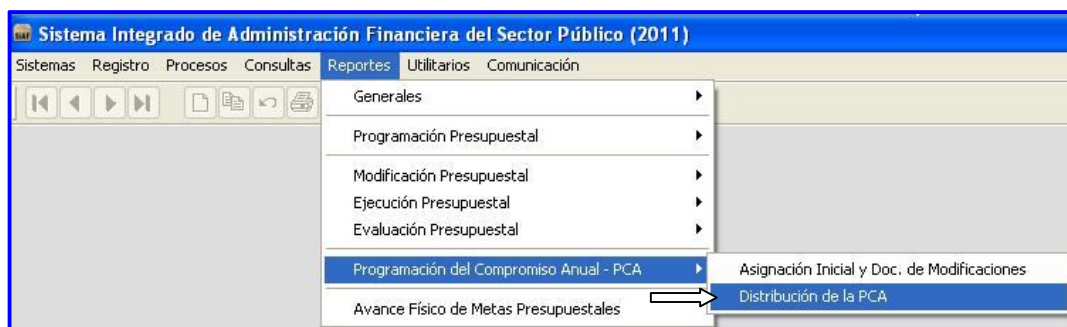 Sistema Integrado de Administración Financiera del Sector Público (2011)
Sistemas Registro Procesos Consultas Reportes Utilitarios Comunicación
Generales
Programación Presupuestal
Modificación Presupuestal
Ejecución Presupuestal
Evaluación Presupuestal
Programación del Compromiso Anual - PCA
Asignación Inicial y Doc. de Modificaciones
Distribución de la PCA
Avance Físico de Metas Presupuestales